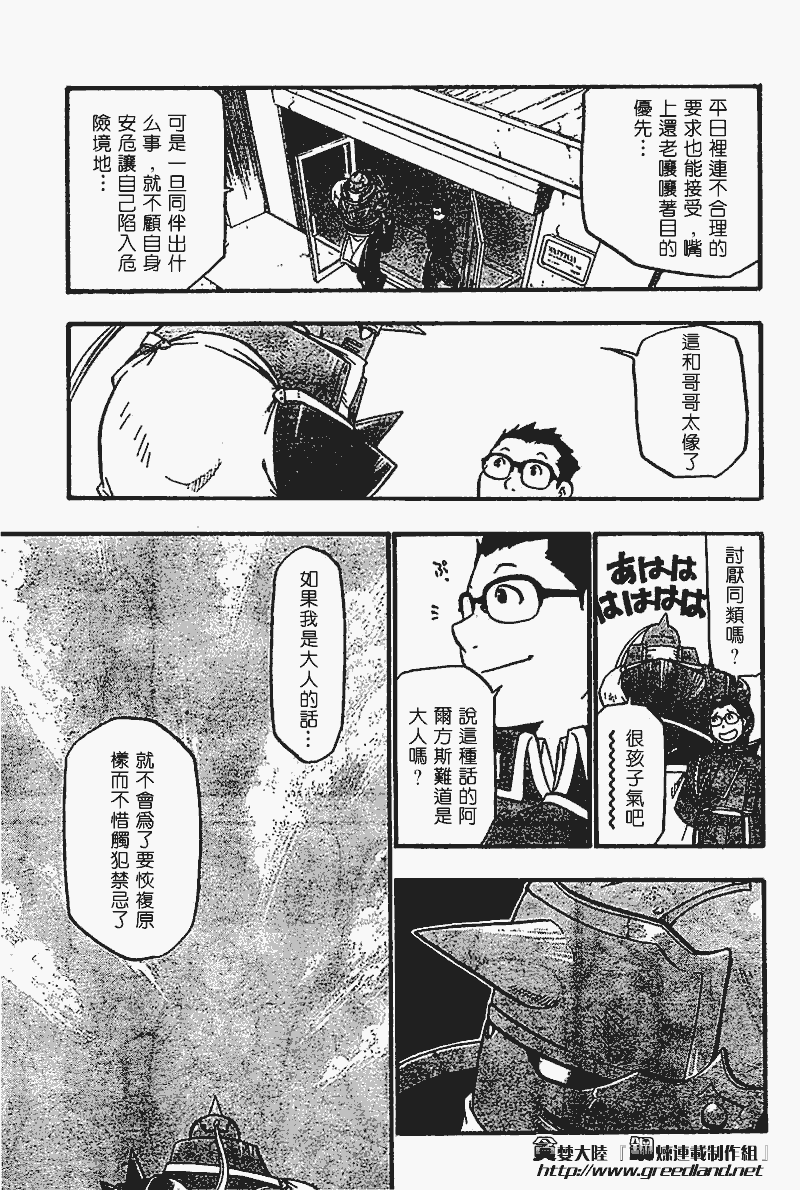 平日裡連不合理的
要求也能接受，嘴
上還老嚷嚷著目的
優先…
可是一旦同伴出什
么事，就不顧自身
安危讓自己陷入危
險境地…
這和哥哥太像了
討厭同類嗎？
あはは
はははは
很孩子氣吧
ぷ
說這種話的阿
爾方斯難道是
大人嗎？
如果我是大人的話…
就不會為了要恢複原
樣而不惜觸犯禁忌了
貪婪大陸『鋼煉連載制作組』
http://www.greedland.net